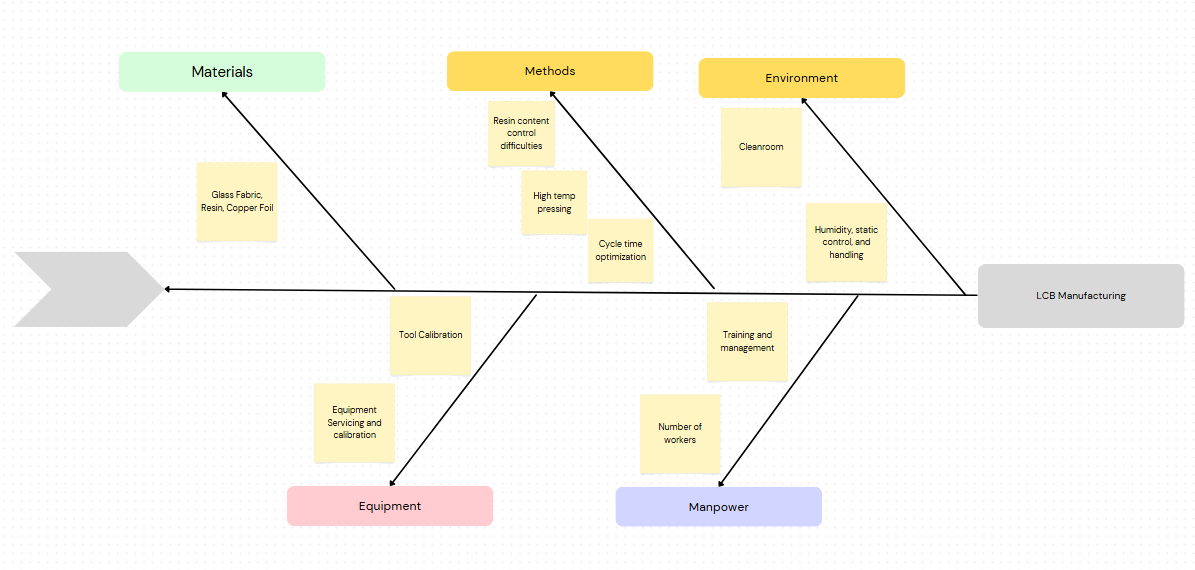 Materials
Methods
Environment
Resin content
control
difficulties
Cleanroom
Glass Fabric,
Resin, Copper Foil
High temp
pressing
Cycle time
optimization
Humidity, static
control, and
handling
LCB Manufacturing
Tool Calibration
Training and
management
Equipment
Servicing and
calibration
Number of
workers
Equipment
Manpower